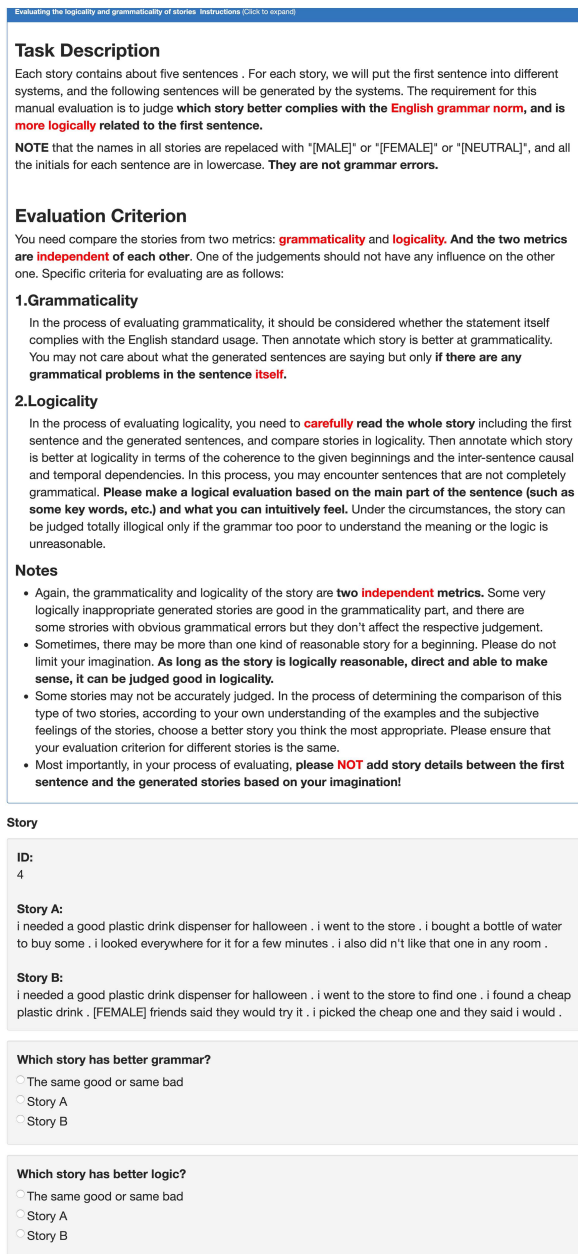 Evaluating the logicality and grammaticality of stories Instructions (Click to expand)
Task Description
Each story contains about five sentences . For each story, we will put the first sentence into different
systems, and the following sentences will be generated by the systems. The requirement for this
manual evaluation is to judge which story better complies with the English grammar norm, and is
more logically related to the first sentence.
NOTE that the names in all stories are repelaced with "[MALE]" or "[FEMALE]" or "[NEUTRAL]", and all
the initials for each sentence are in lowercase. They are not grammar errors.
Evaluation Criterion
You need compare the stories from two metrics: grammaticality and logicality. And the two metrics
are independent of each other. One of the judgements should not have any influence on the other
one. Specific criteria for evaluating are as follows:
1.Grammaticality
In the process of evaluating grammaticality, it should be considered whether the statement itself
complies with the English standard usage. Then annotate which story is better at grammaticality.
You may not care about what the generated sentences are saying but only if there are any
grammatical problems in the sentence itself.
2.Logicality
In the process of evaluating logicality, you need to carefully read the whole story including the first
sentence and the generated sentences, and compare stories in logicality. Then annotate which story
is better at logicality in terms of the coherence to the given beginnings and the inter-sentence causal
and temporal dependencies. In this process, you may encounter sentences that are not completely
grammatical. Please make a logical evaluation based on the main part of the sentence (such as
some key words, etc.) and what you can intuitively feel. Under the circumstances, the story can
be judged totally illogical only if the grammar too poor to understand the meaning or the logic is
unreasonable.
Notes
• Again, the grammaticality and logicality of the story are two independent metrics. Some very
logically inappropriate generated stories are good in the grammaticality part, and there are
some strories with obvious grammatical errors but they don't affect the respective judgement.
• Sometimes, there may be more than one kind of reasonable story for a beginning. Please do not
limit your imagination. As long as the story is logically reasonable, direct and able to make
sense, it can be judged good in logicality.
• Some stories may not be accurately judged. In the process of determining the comparison of this
type of two stories, according to your own understanding of the examples and the subjective
feelings of the stories, choose a better story you think the most appropriate. Please ensure that
your evaluation criterion for different stories is the same.
• Most importantly, in your process of evaluating, please NOT add story details between the first
sentence and the generated stories based on your imagination!
Story
ID:
4
Story A:
i needed a good plastic drink dispenser for halloween . i went to the store . i bought a bottle of water
to buy some . i looked everywhere for it for a few minutes . i also did n't like that one in any room .
Story B:
i needed a good plastic drink dispenser for halloween . i went to the store to find one . i found a cheap
plastic drink . [FEMALE] friends said they would try it . i picked the cheap one and they said i would .
Which story has better grammar?
The same good or same bad
Story A
Story B
Which story has better logic?
The same good or same bad
Story A
Story B